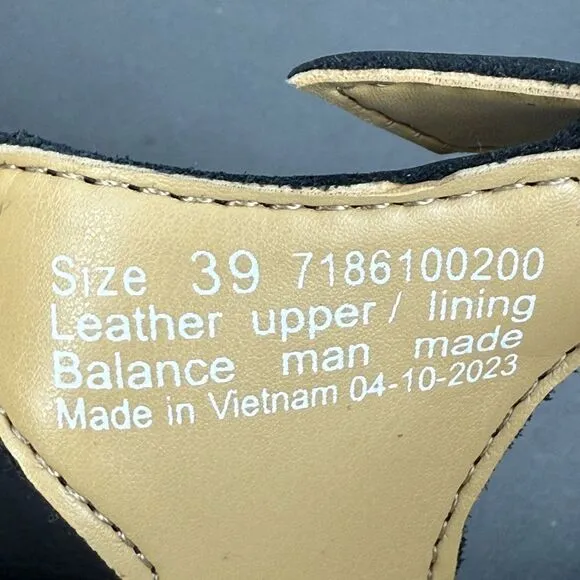 Size 39 7186100200
Leather upper / lining
Balance man made
Made in Vietnam 04-10-2023